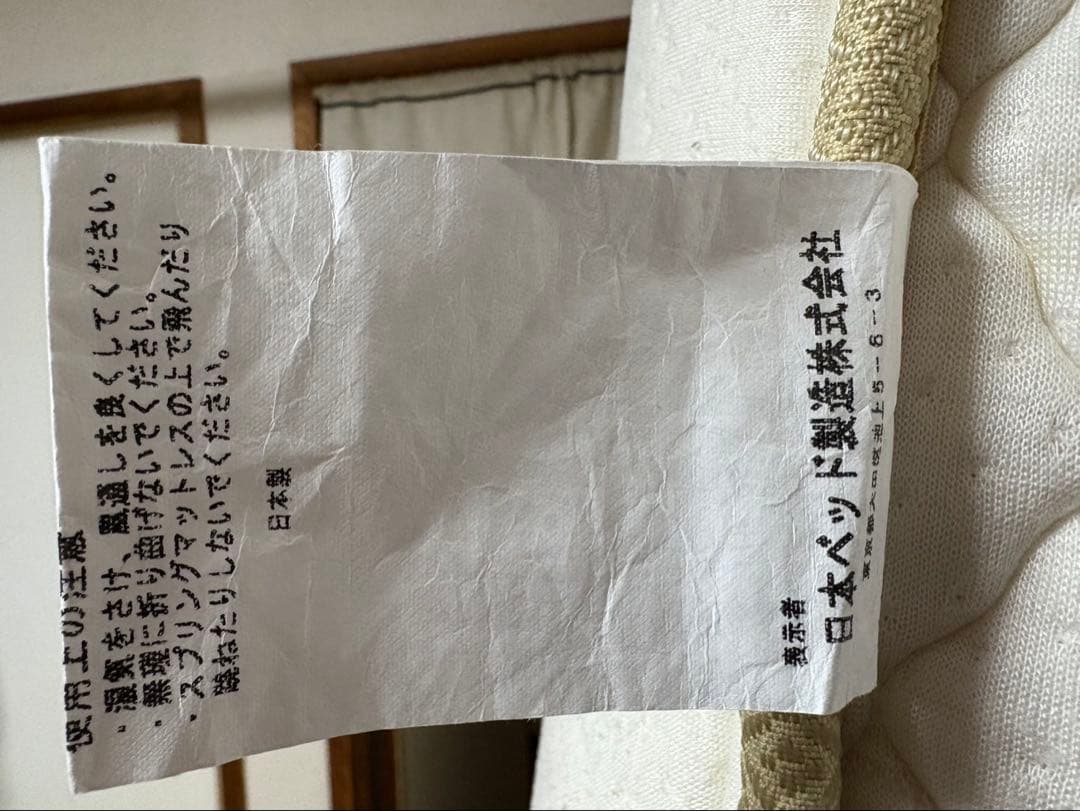 使用上の注意
・湿気をさけ、風通しを良くしてください。
・無理に折り曲げないでください。
・スプリングマットレスの上で飛んだり
跳ねたりしないでください。
日本製
表示者
日本ベッド製造株式会社
東京都大田区池上5-6-3